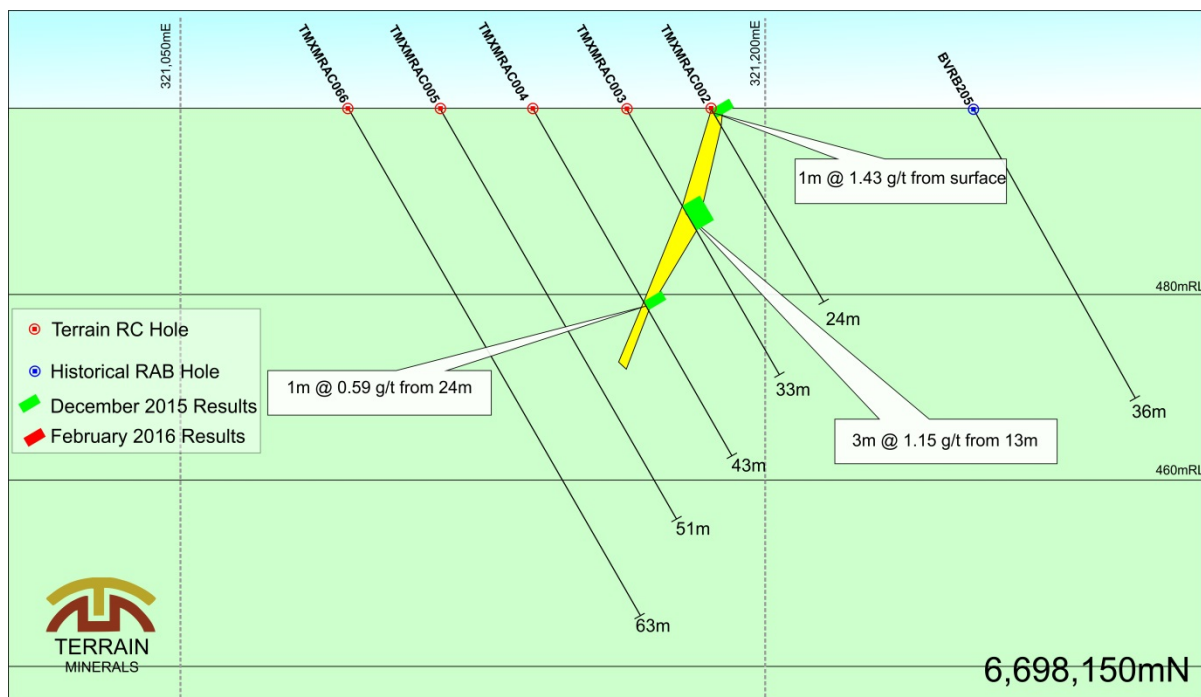 321,050mE
TMXMRAC066
TMXMRAC005
TMXMRAC004
TMXMRAC003
TMXMRAC002
321,200mE
BVRB205
1m @ 1.43 g/t from surface
480mRL
24m
Terrain RC Hole
Historical RAB Hole
December 2015 Results
February 2016 Results
1m @ 0.59 g/t from 24m
33m
36m
3m @ 1.15 g/t from 13m
43m
460mRL
51m
63m
TERRAIN
MINERALS
6,698,150mN